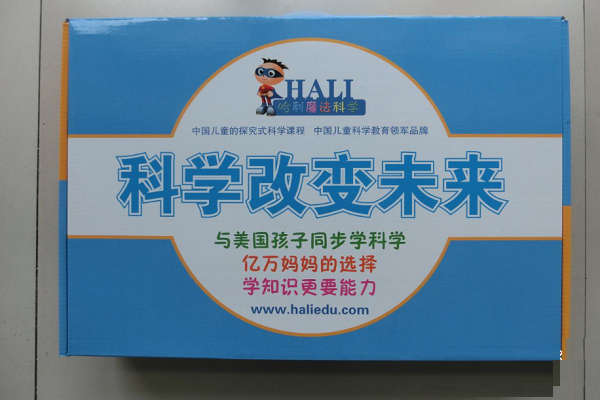 HALI
哈利魔法科学
中国儿童的探究式科学课程 中国儿童科学教育领军品牌
科学改变未来
与美国孩子同步学科学
亿万妈妈的选择
学知识更要能力
www.haliedu.com